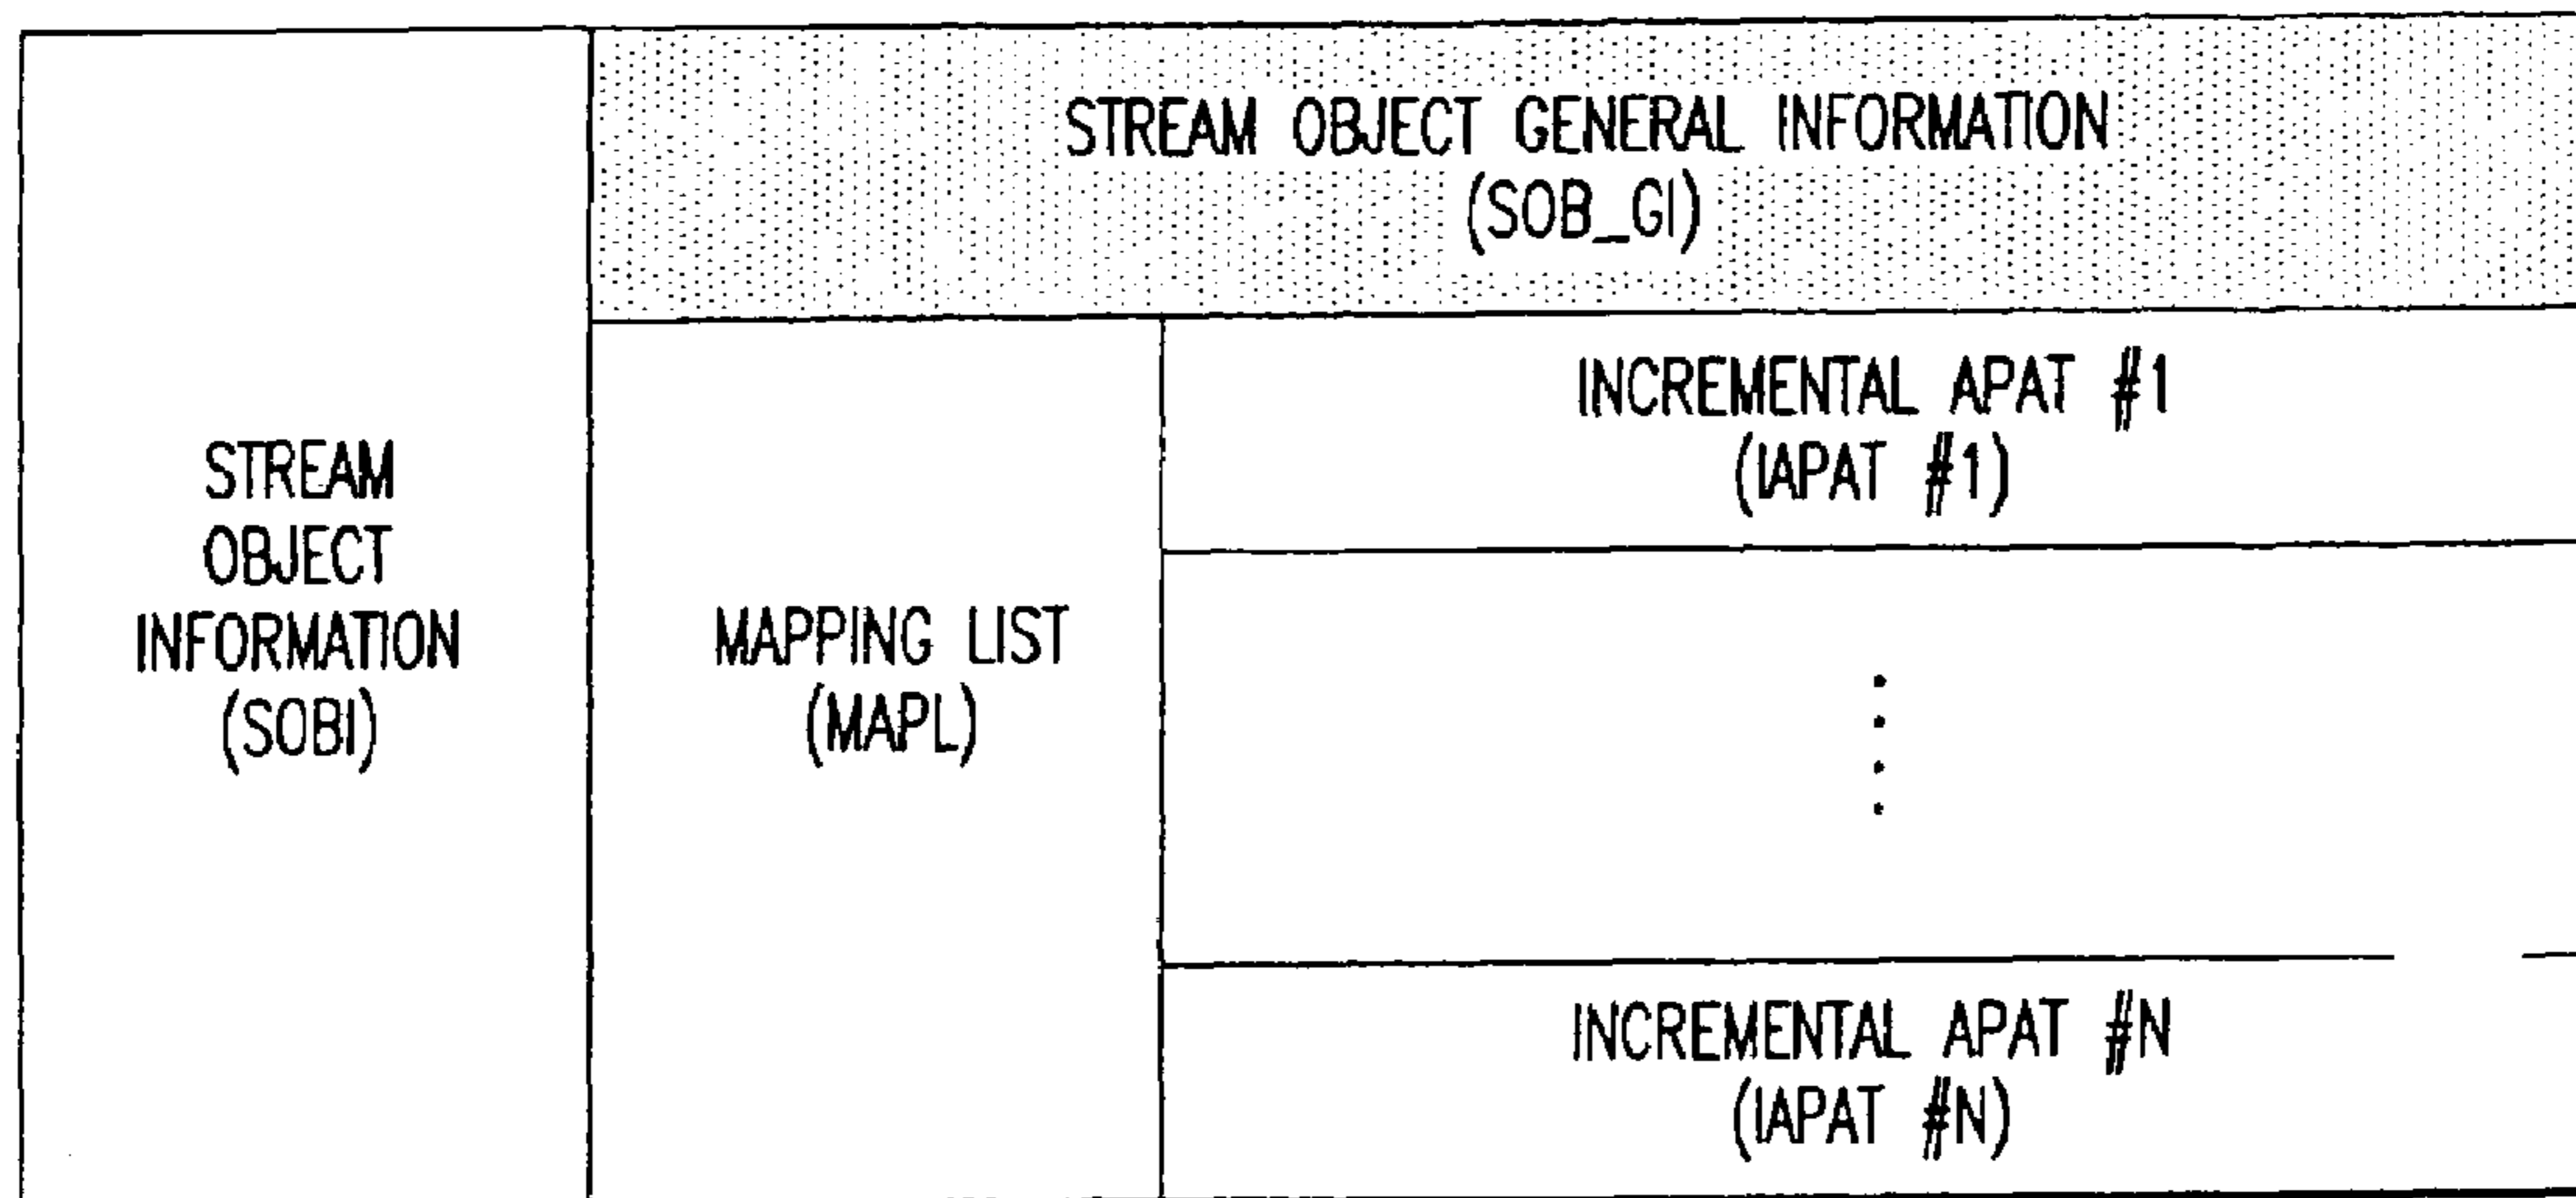 STREAM OBJECT GENERAL INFORMATION
(SOB_GI)
STREAM
OBJECT
INFORMATION
(SOBI)
MAPPING LIST
(MAPL)
INCREMENTAL APAT #1
(IAPAT #1)
INCREMENTAL APAT #N
(IAPAT #N)